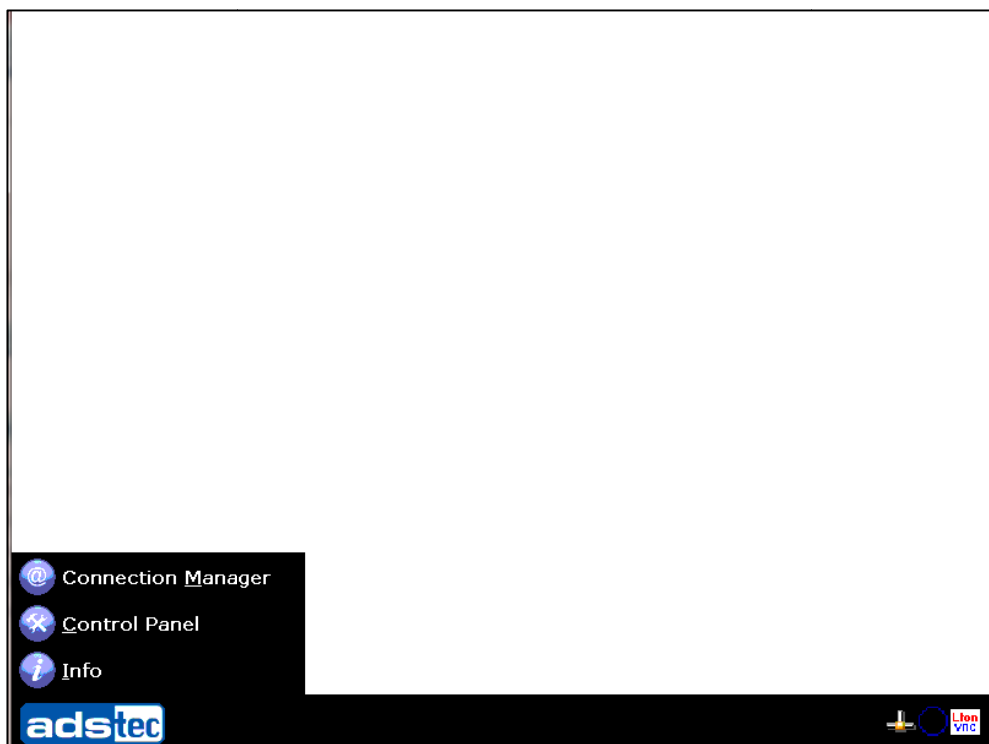 Connection Manager
Control Panel
Info
adstec
Lion
vnc